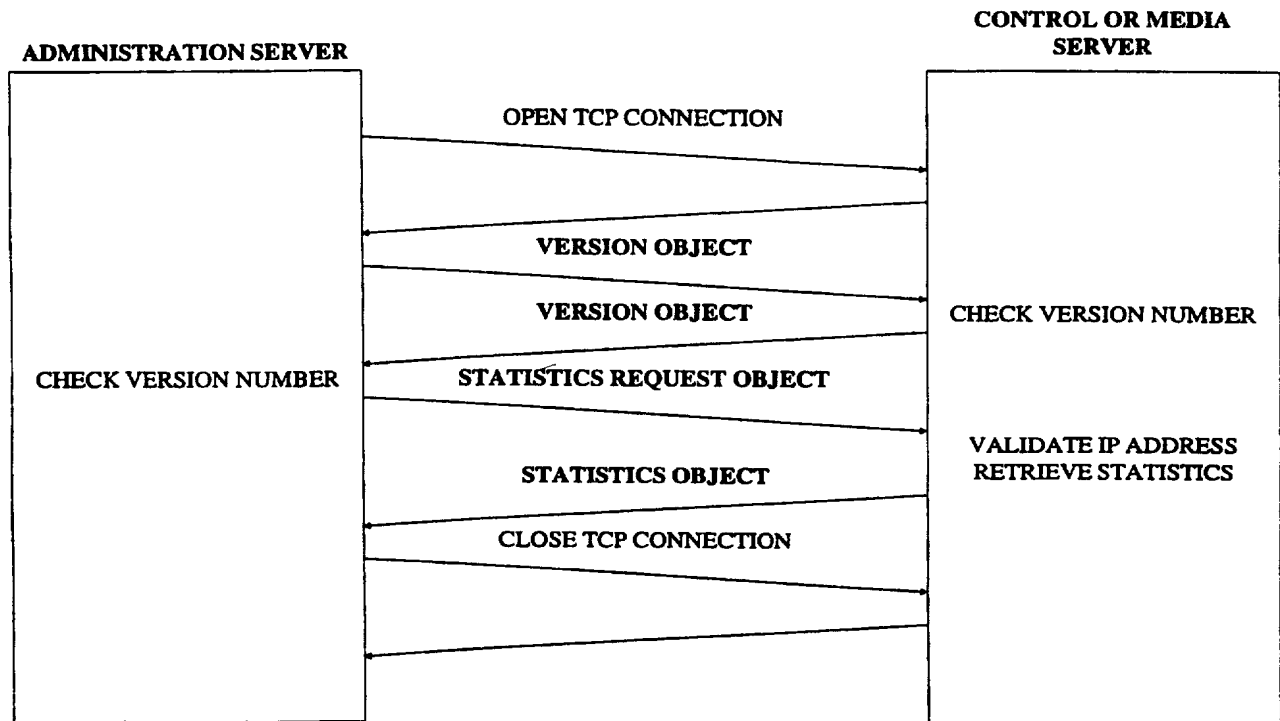 ADMINISTRATION SERVER
CONTROL OR MEDIA
SERVER
OPEN TCP CONNECTION
VERSION OBJECT
VERSION OBJECT
CHECK VERSION NUMBER
CHECK VERSION NUMBER
STATISTICS REQUEST OBJECT
VALIDATE IP ADDRESS
RETRIEVE STATISTICS
STATISTICS OBJECT
CLOSE TCP CONNECTION